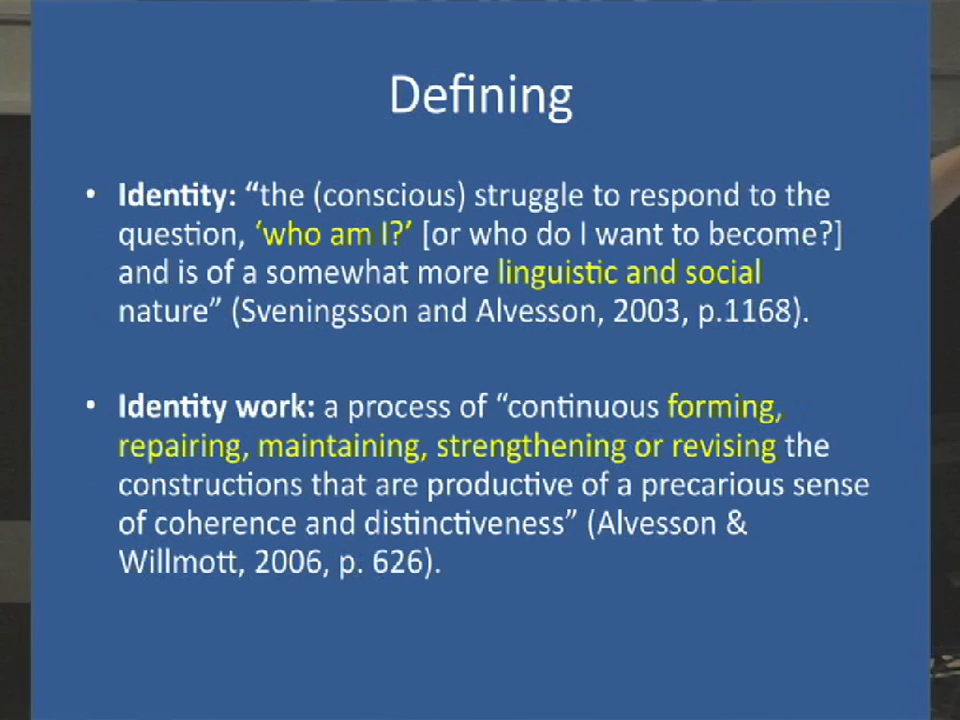 Defining
• Identity: “the (conscious) struggle to respond to the
question, ‘who am I?’ [or who do I want to become?]
and is of a somewhat more linguistic and social
nature” (Sveningsson and Alvesson, 2003, p.1168).
• Identity work: a process of “continuous forming,
repairing, maintaining, strengthening or revising the
constructions that are productive of a precarious sense
of coherence and distinctiveness” (Alvesson &
Willmott, 2006, p. 626).